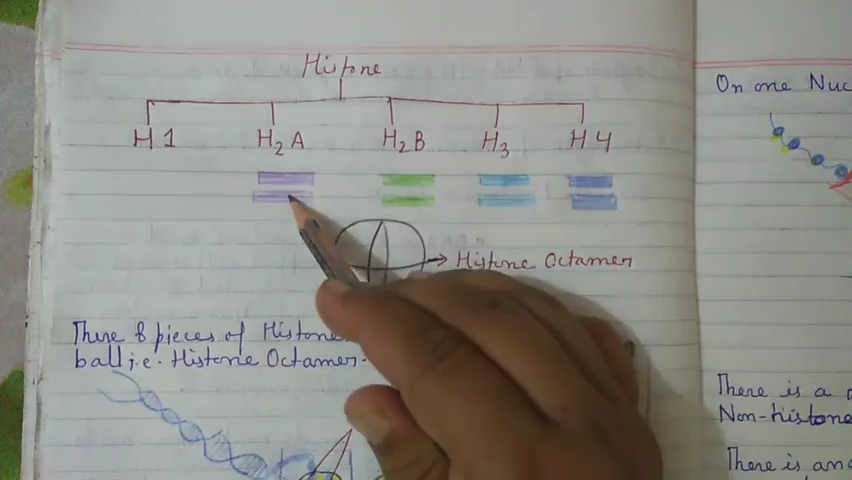 Histone
H1 H₂A H₂B H₃ H4
→ Histone Octamer
There 8 pieces of Histone
ball i.e. Histone Octamer.
On one Nuc
There is a
Non-histone
There is an